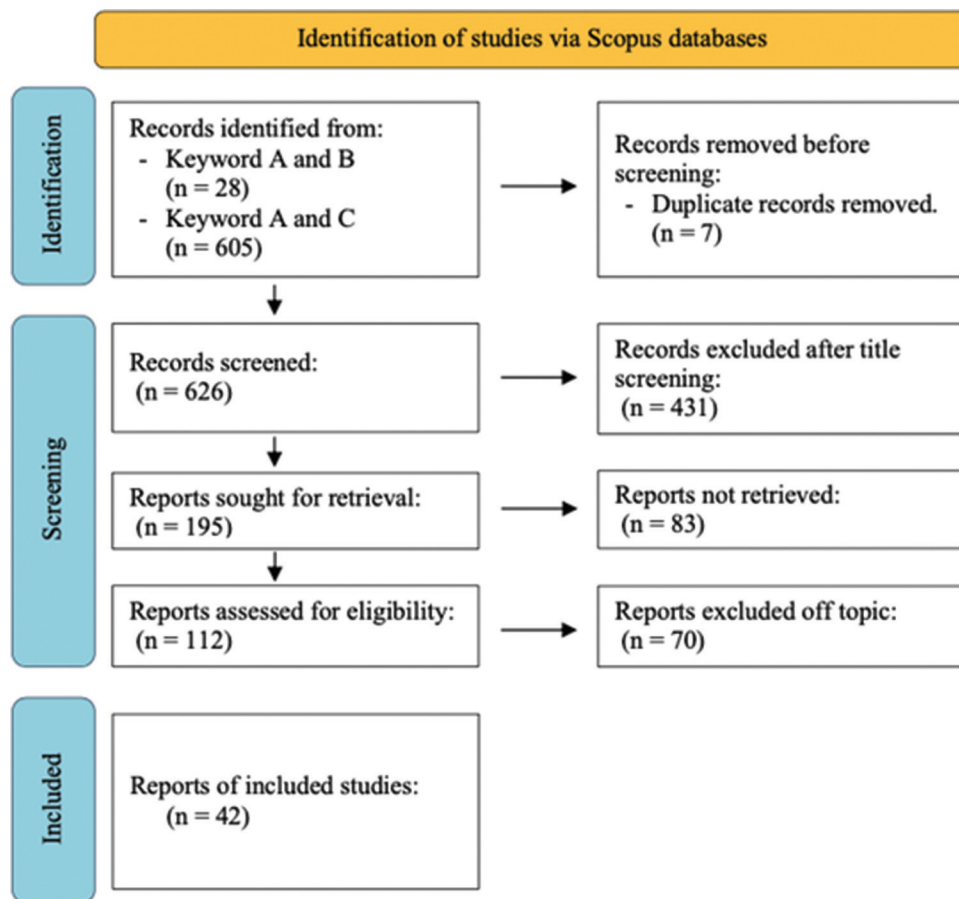 Identification of studies via Scopus databases
Identification
Records identified from:
- Keyword A and B
(n = 28)
- Keyword A and C
(n = 605)
Records removed before
screening:
- Duplicate records removed.
(n = 7)
Screening
Records screened:
(n = 626)
Records excluded after title
screening:
(n = 431)
Reports sought for retrieval:
(n = 195)
Reports not retrieved:
(n = 83)
Reports assessed for eligibility:
(n = 112)
Reports excluded off topic:
(n = 70)
Included
Reports of included studies:
(n = 42)